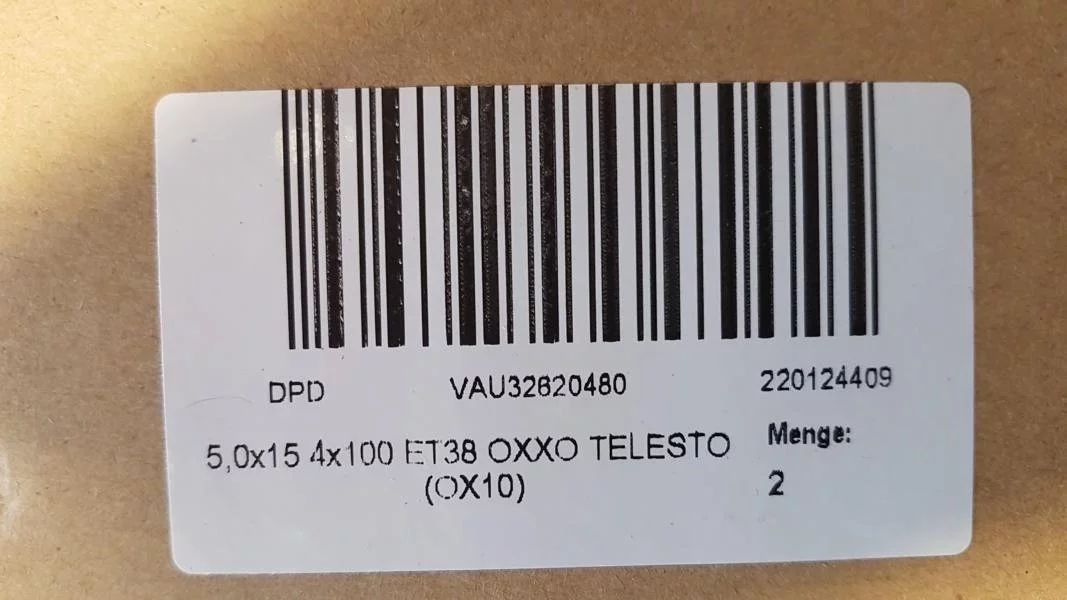 DPD VAU32620480 220124409
5,0x15 4x100 ET38 OXXO TELESTO
(OX10)
Menge:
2